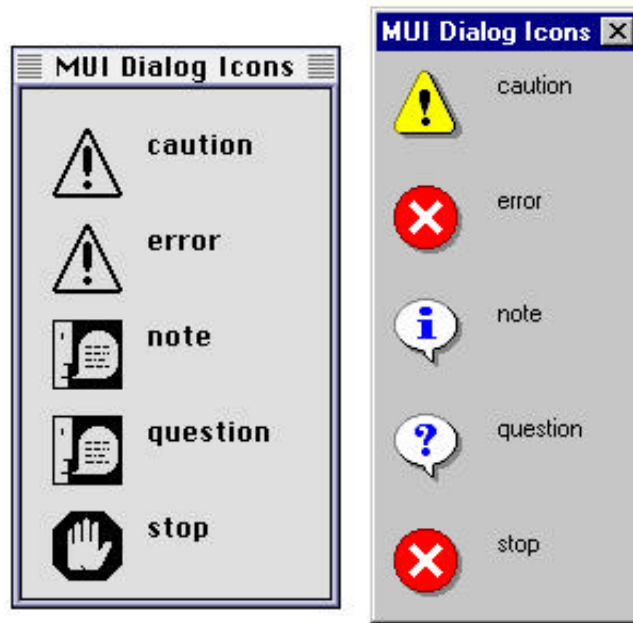 MUI Dialog Icons
caution
error
note
question
stop
MUI Dialog Icons
caution
error
note
question
stop